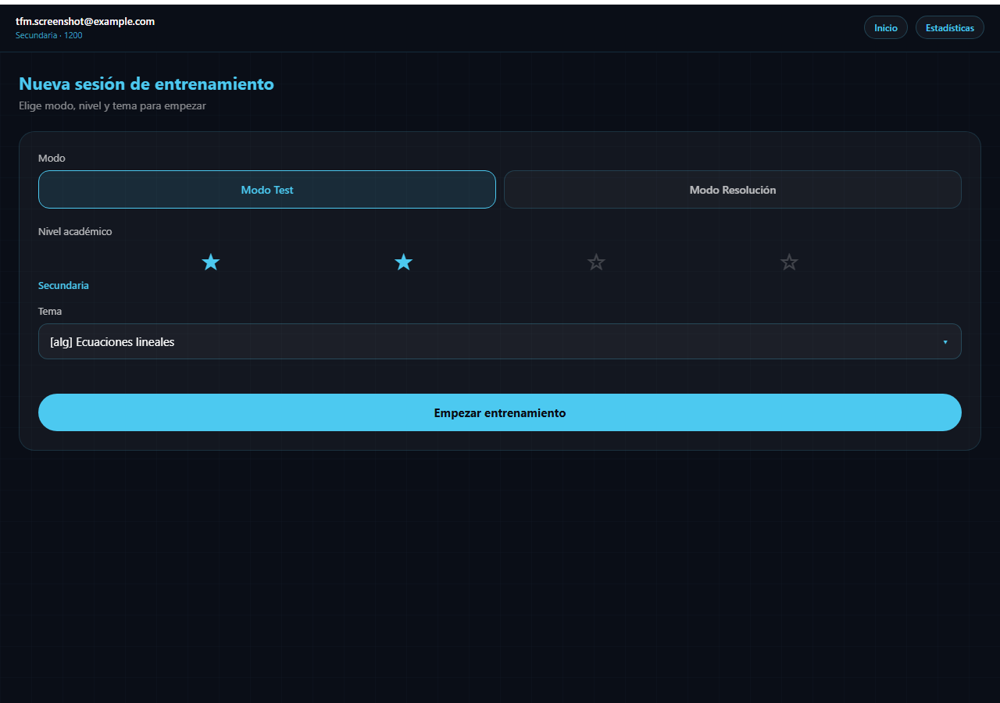 tfm.screenshot@example.com
Secundaria · 1200
Inicio
Estadísticas
Nueva sesión de entrenamiento
Elige modo, nivel y tema para empezar
Modo
Modo Test
Modo Resolución
Nivel académico
Secundaria
Tema
[alg] Ecuaciones lineales
Empezar entrenamiento